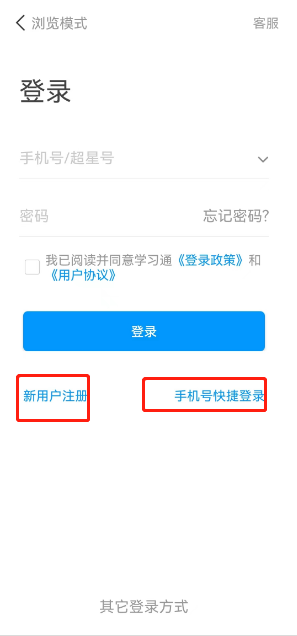 浏览模式
客服
登录
手机号/超星号
密码
忘记密码?
我已阅读并同意学习通《登录政策》和
《用户协议》
登录
新用户注册
手机号快捷登录
其它登录方式